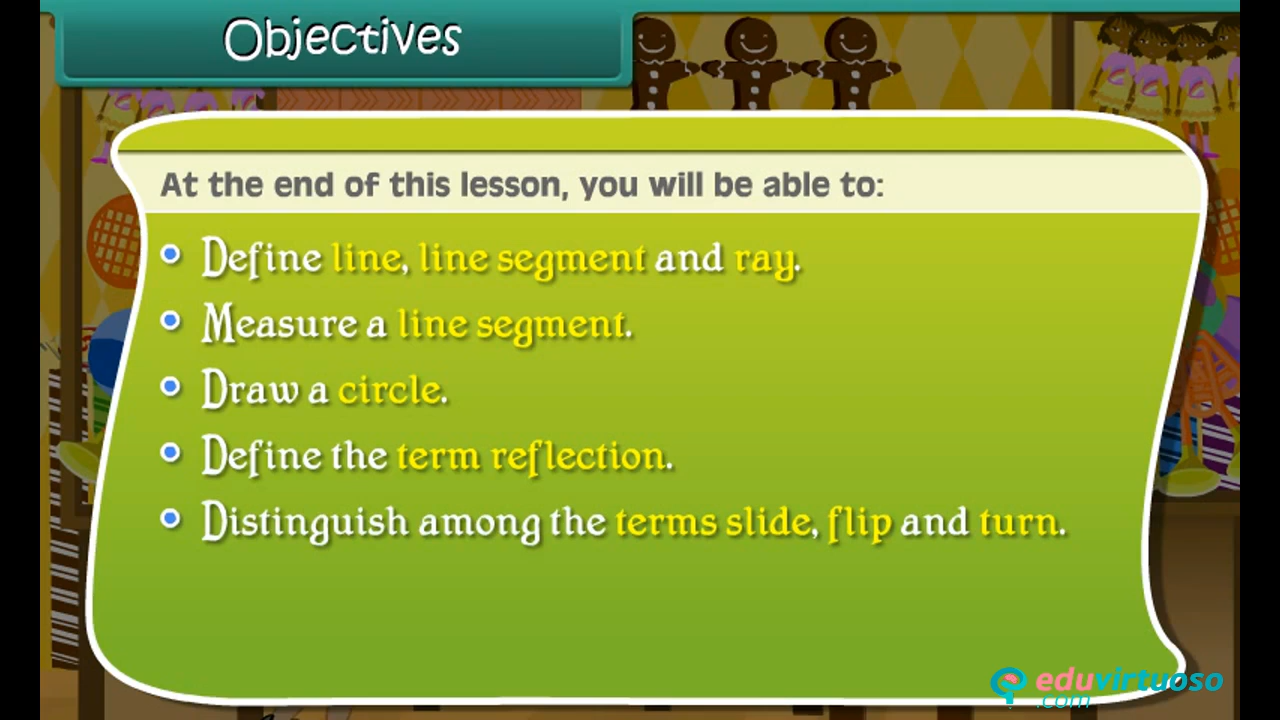 Objectives
At the end of this lesson, you will be able to:
Define line, line segment and ray.
Measure a line segment.
Draw a circle.
Define the term reflection.
Distinguish among the terms slide, flip and turn.
eduvirtuoso
.com